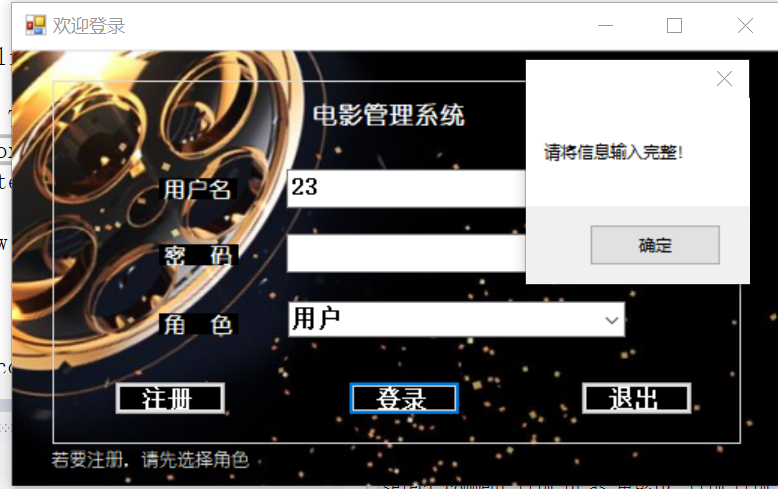 欢迎登录
电影管理系统
请将信息输入完整!
用户名
23
密 码
确定
角 色
用户
注册
登录
退出
若要注册，请先选择角色